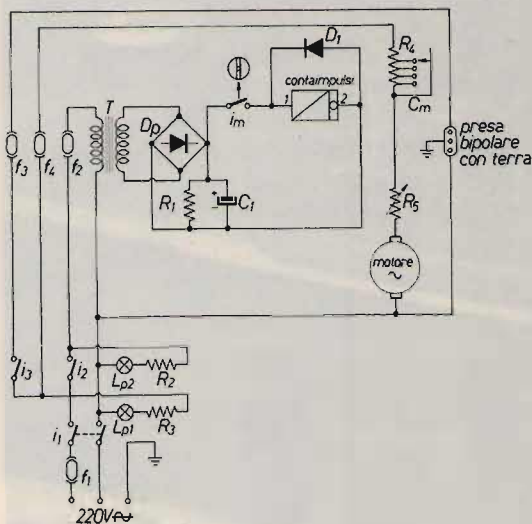 D1
R4
contaimpulsi
T
Dp
1
2
im
Cm
presa
bipolare
con terra
f3
f4
f2
R1
+
-
C1
R5
motore
~
i3
i2
Lp2
R2
i1
Lp1
R3
f1
220V~